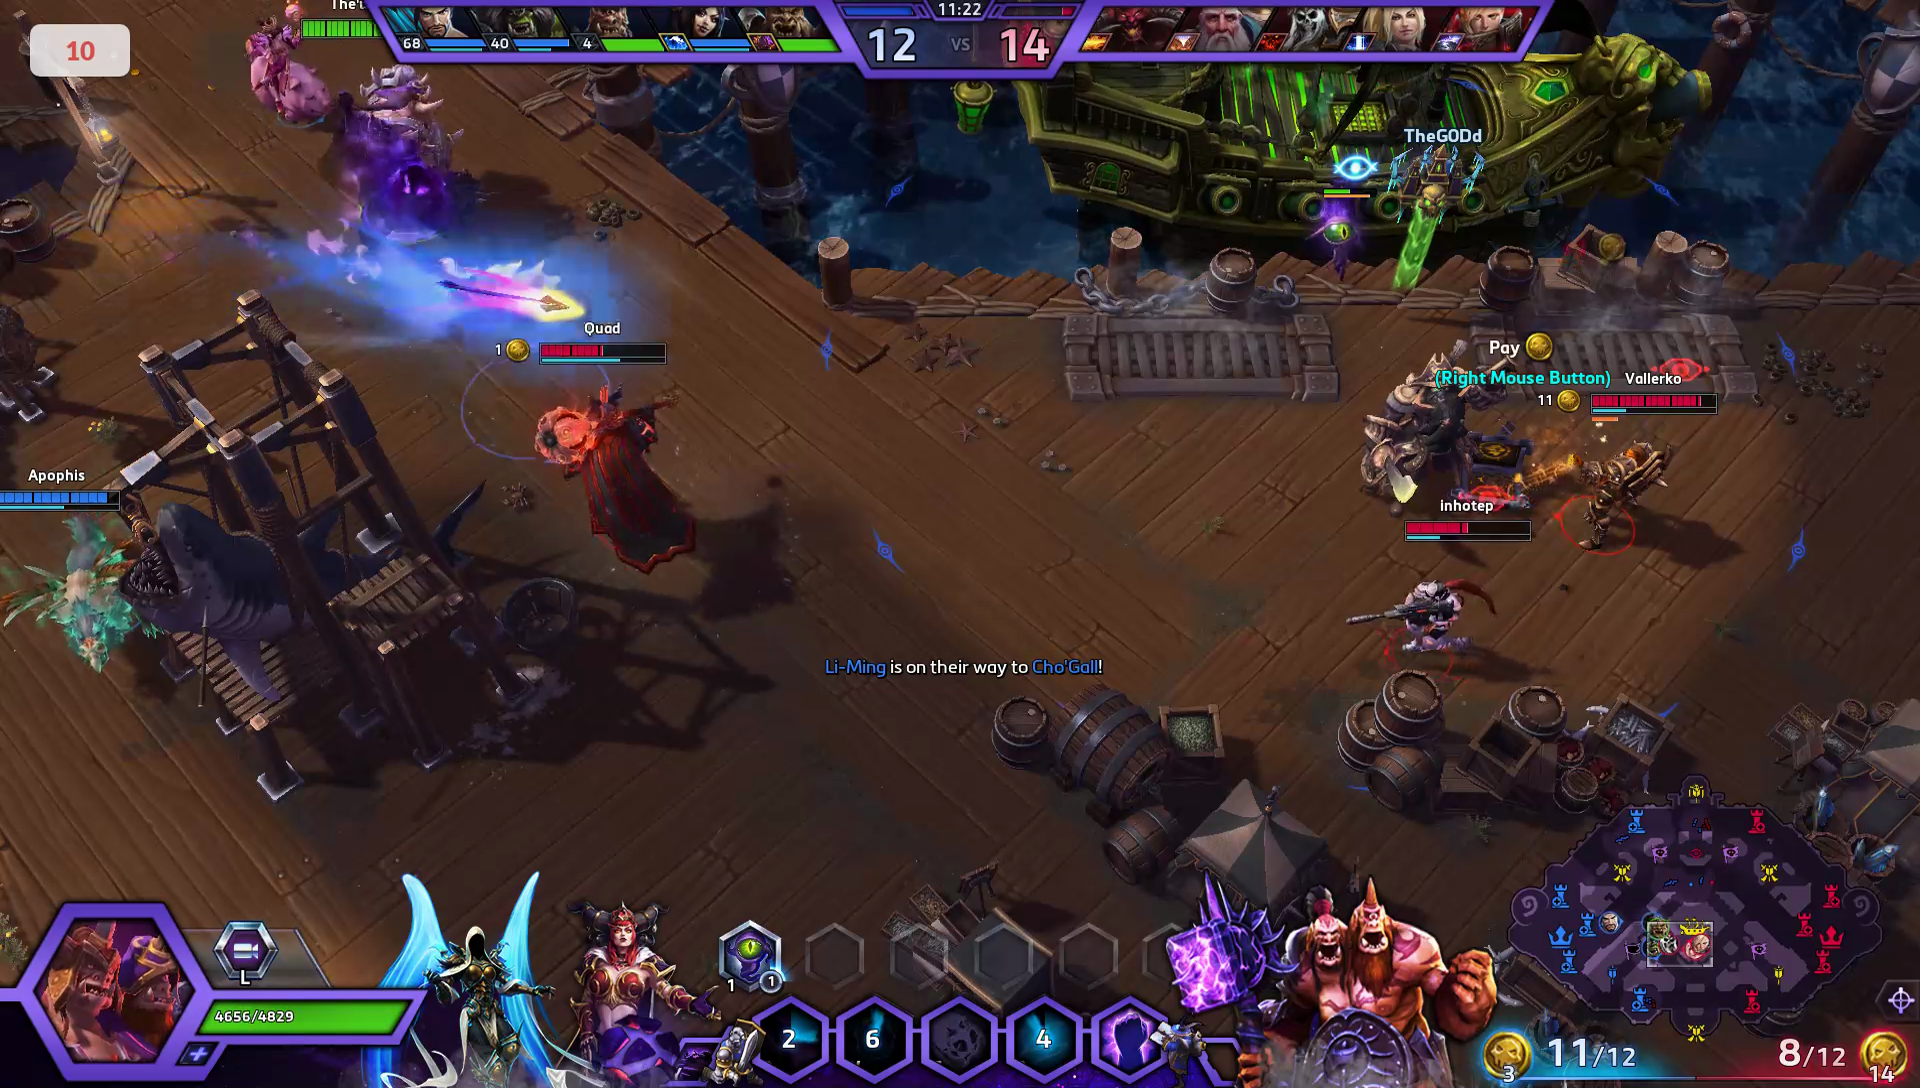 10
The'u
68
40
4
11:22
12 VS 14
TheGODd
Quad
1
Pay
(Right Mouse Button)
Vallerko
11
Apophis
inhotep
Li-Ming is on their way to Cho'Gall!
L
4656/4829
1
1
2
6
4
11/12
3
8/12
14